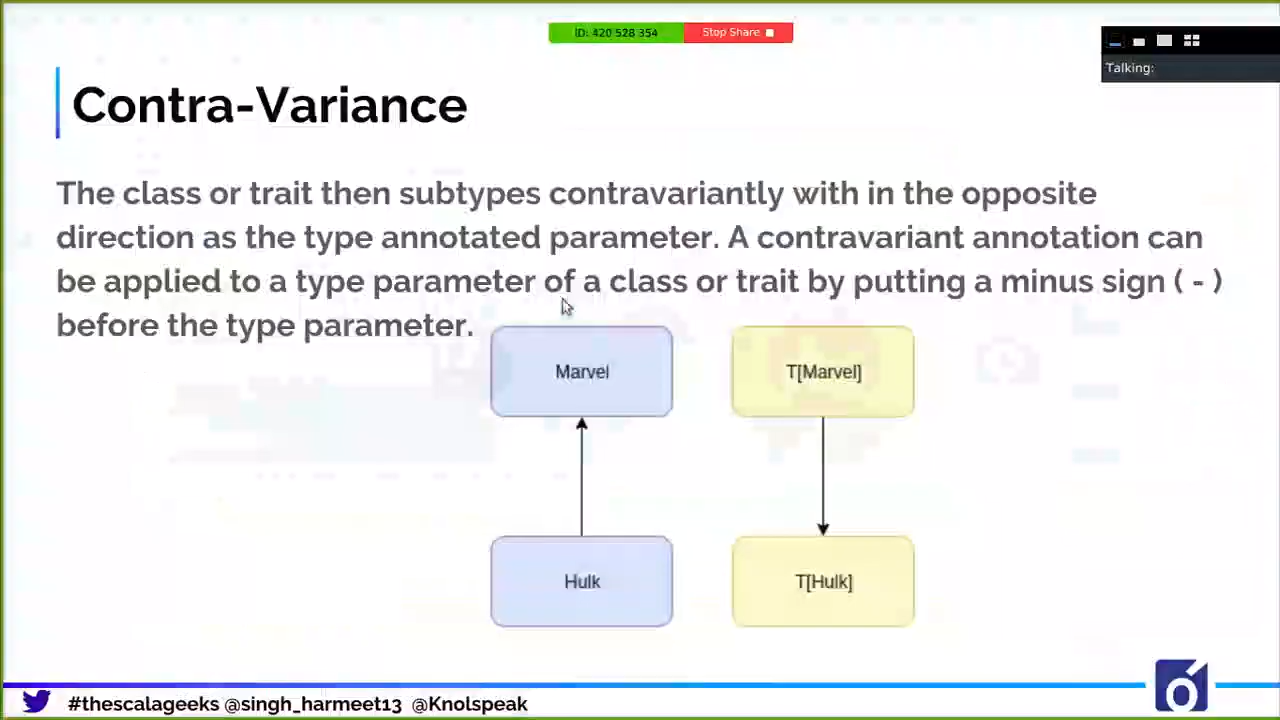 ID: 420 528 354
Stop Share
Talking:
Contra-Variance
The class or trait then subtypes contravariantly with in the opposite
direction as the type annotated parameter. A contravariant annotation can
be applied to a type parameter of a class or trait by putting a minus sign ( - )
before the type parameter.
Marvel
T[Marvel]
Hulk
T[Hulk]
#thescalageeks @singh_harmeet13 @Knolspeak